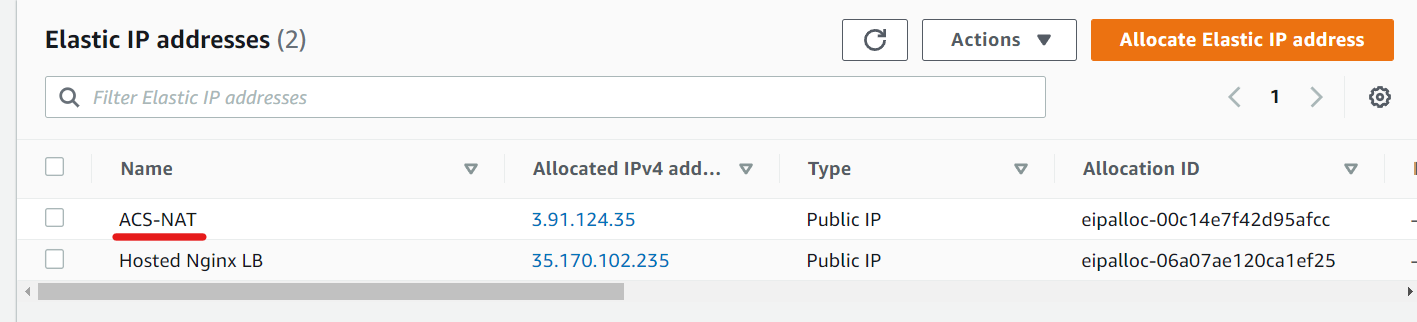 Elastic IP addresses (2)
Actions
Allocate Elastic IP address
Filter Elastic IP addresses
1
Name Allocated IPv4 add... Type Allocation ID
ACS-NAT 3.91.124.35 Public IP eipalloc-00c14e7f42d95afcc –
Hosted Nginx LB 35.170.102.235 Public IP eipalloc-06a07ae120ca1ef25 –